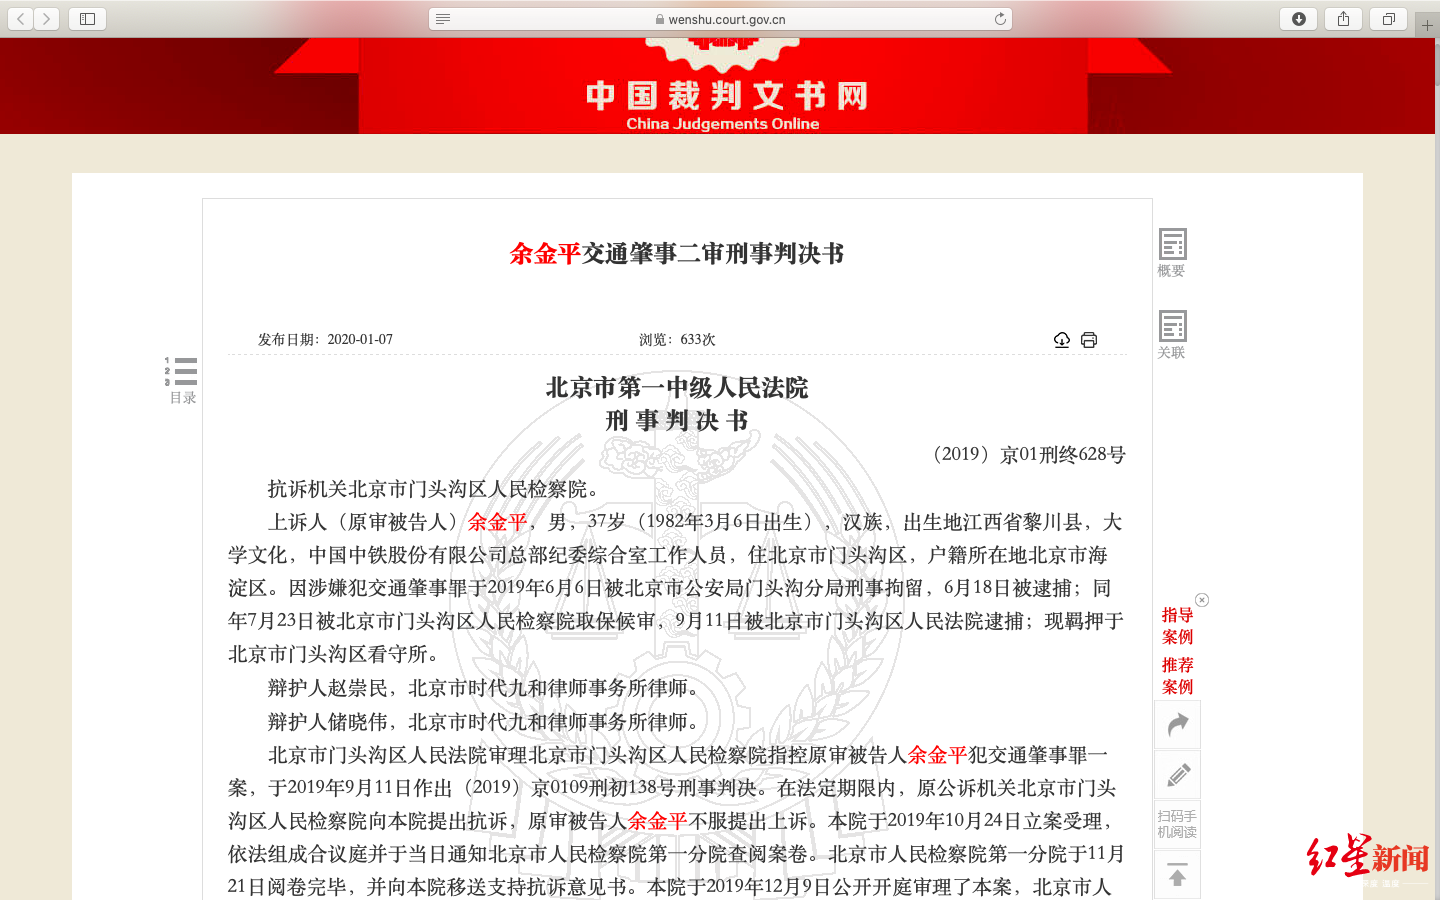 wenshu.court.gov.cn
中国裁判文书网
China Judgements Online
余金平交通肇事二审刑事判决书
发布日期：2020-01-07
浏览：633次
概要
关联
1
2
3
目录
北京市第一中级人民法院
刑事判决书
（2019）京01刑终628号
抗诉机关北京市门头沟区人民检察院。
上诉人（原审被告人）余金平，男，37岁（1982年3月6日出生），汉族，出生地江西省黎川县，大
学文化，中国中铁股份有限公司总部纪委综合室工作人员，住北京市门头沟区，户籍所在地北京市海
淀区。因涉嫌犯交通肇事罪于2019年6月6日被北京市公安局门头沟分局刑事拘留，6月18日被逮捕；同
年7月23日被北京市门头沟区人民检察院取保候审，9月11日被北京市门头沟区人民法院逮捕；现羁押于
北京市门头沟区看守所。
辩护人赵崇民，北京市时代九和律师事务所律师。
辩护人储晓伟，北京市时代九和律师事务所律师。
北京市门头沟区人民法院审理北京市门头沟区人民检察院指控原审被告人余金平犯交通肇事罪一
案，于2019年9月11日作出（2019）京0109刑初138号刑事判决。在法定期限内，原公诉机关北京市门头
沟区人民检察院向本院提出抗诉，原审被告人余金平不服提出上诉。本院于2019年10月24日立案受理，
依法组成合议庭并于当日通知北京市人民检察院第一分院查阅案卷。北京市人民检察院第一分院于11月
21日阅卷完毕，并向本院移送支持抗诉意见书。本院于2019年12月9日公开开庭审理了本案，北京市人
指导
案例
推荐
案例
扫码手
机阅读
红星新闻